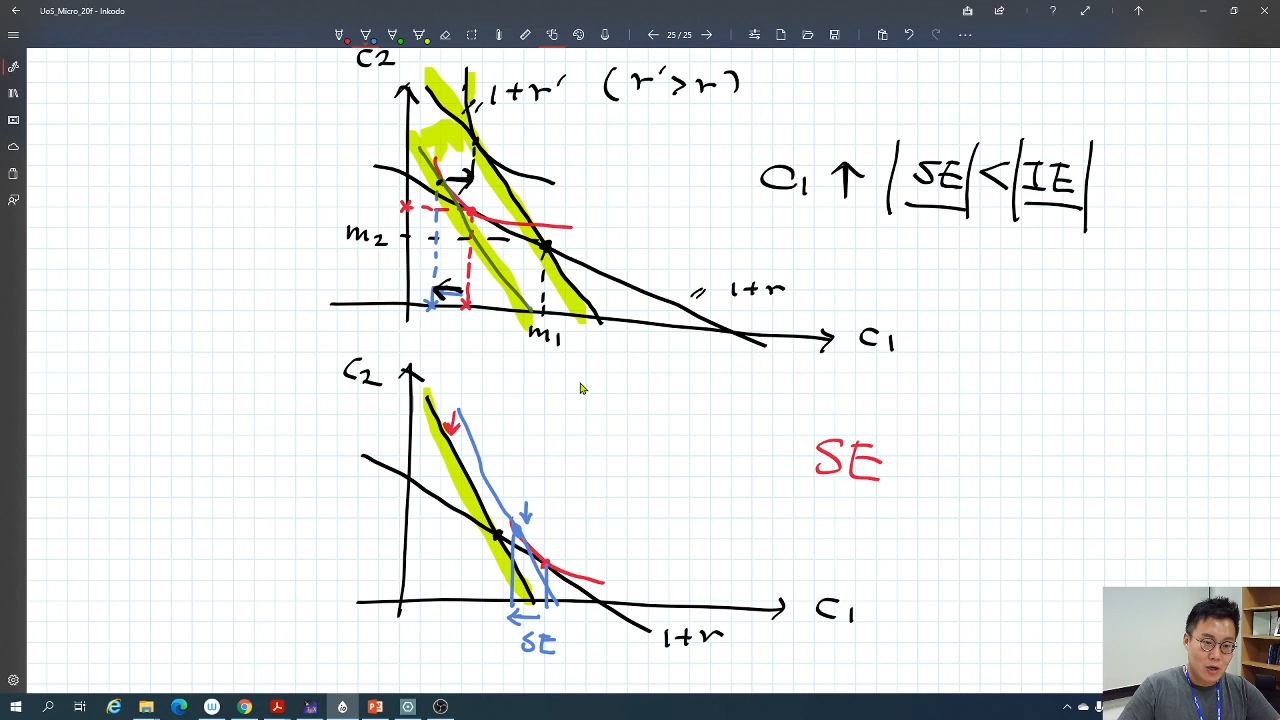 UoS_Micro_20f - Inkodo
25 / 25
C2
1+r' (r'>r)
C1 ↑ |SE| < |IE|
m2
1+r
m1
C1
C2
SE
C1
1+r
SE